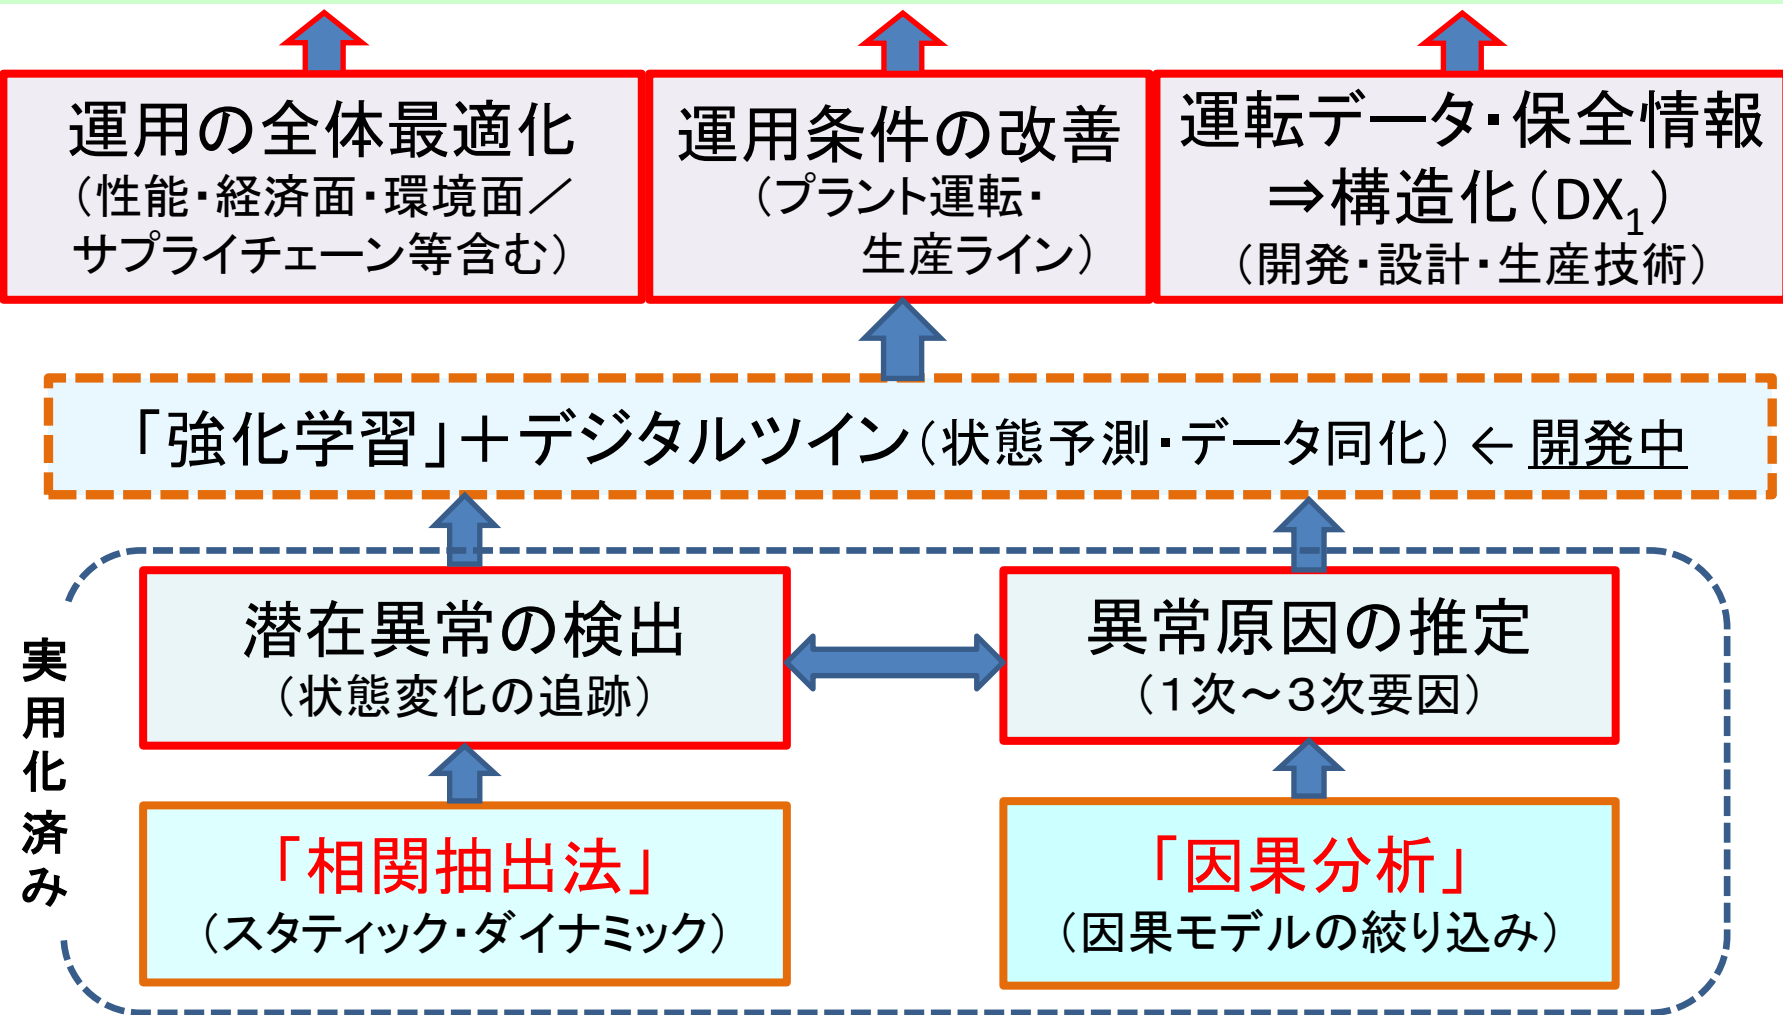 運用の全体最適化
（性能・経済面・環境面／
サプライチェーン等含む）
運用条件の改善
（プラント運転・
生産ライン）
運転データ・保全情報
⇒構造化（DX₁）
（開発・設計・生産技術）
「強化学習」＋デジタルツイン（状態予測・データ同化）← 開発中
実用化済み
潜在異常の検出
（状態変化の追跡）
異常原因の推定
（１次～３次要因）
「相関抽出法」
（スタティック・ダイナミック）
「因果分析」
（因果モデルの絞り込み）